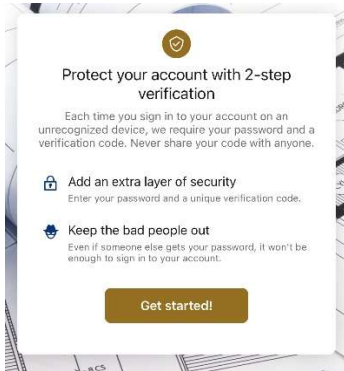 Protect your account with 2-step
verification
Each time you sign in to your account on an
unrecognized device, we require your password and a
verification code. Never share your code with anyone.
Add an extra layer of security
Enter your password and a unique verification code.
Keep the bad people out
Even if someone else gets your password, it won't be
enough to sign in to your account.
Get started!